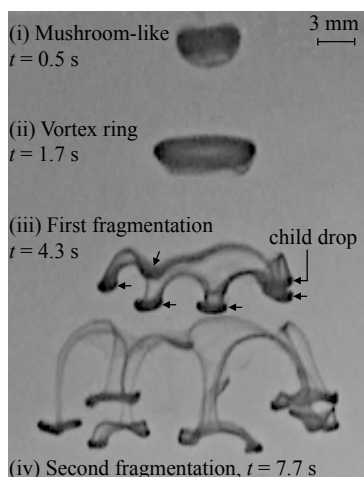 (i) Mushroom-like
t = 0.5 s
3 mm
(ii) Vortex ring
t = 1.7 s
(iii) First fragmentation
t = 4.3 s
child drop
(iv) Second fragmentation, t = 7.7 s